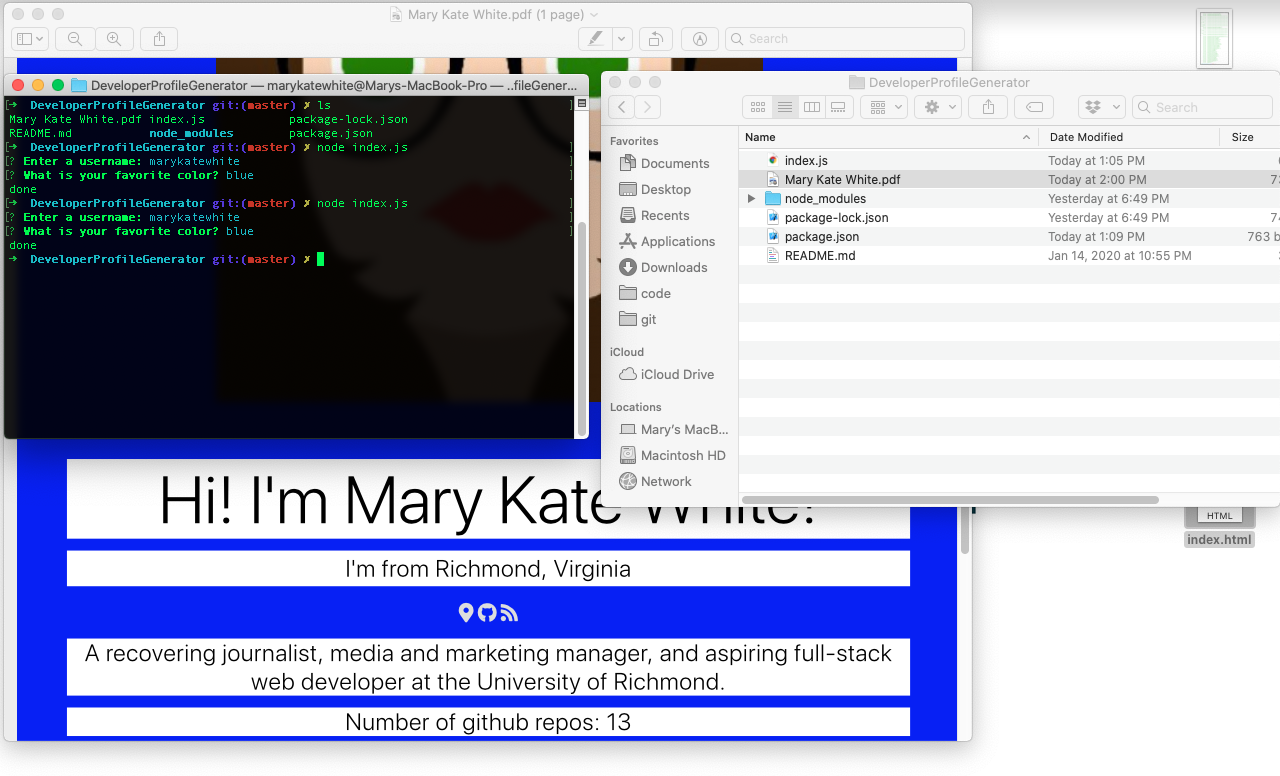 Mary Kate White.pdf (1 page)
Search
DeveloperProfileGenerator — marykatewhite@Marys-MacBook-Pro — ..fileGener...
[➜  DeveloperProfileGenerator git:(master) ✗ ls ]
Mary Kate White.pdf index.js package-lock.json
README.md node_modules package.json
[➜  DeveloperProfileGenerator git:(master) ✗ node index.js ]
[? Enter a username: marykatewhite ]
[? What is your favorite color? blue ]
done
[➜  DeveloperProfileGenerator git:(master) ✗ node index.js ]
[? Enter a username: marykatewhite ]
[? What is your favorite color? blue ]
done
➜  DeveloperProfileGenerator git:(master) ✗
DeveloperProfileGenerator
Search
Favorites
Documents
Desktop
Recents
Applications
Downloads
code
git
iCloud
iCloud Drive
Locations
Mary's MacB...
Macintosh HD
Network
Name Date Modified Size
index.js Today at 1:05 PM
Mary Kate White.pdf Today at 2:00 PM
node_modules Yesterday at 6:49 PM
package-lock.json Yesterday at 6:49 PM
package.json Today at 1:09 PM 763 b
README.md Jan 14, 2020 at 10:55 PM
HTML
index.html
Hi! I'm Mary Kate White!
I'm from Richmond, Virginia
A recovering journalist, media and marketing manager, and aspiring full-stack
web developer at the University of Richmond.
Number of github repos: 13